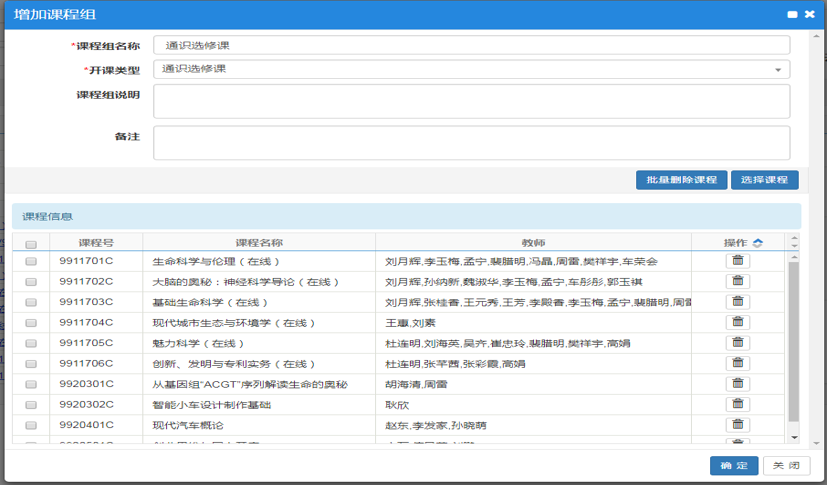 增加课程组
*课程组名称 通识选修课
*开课类型 通识选修课
课程组说明
备注
批量删除课程 选择课程
课程信息
课程号 课程名称 教师 操作
9911701C 生命科学与伦理（在线） 刘月辉,李玉梅,孟宁,裴腊明,冯晶,周雷,樊祥宇,车荣会
9911702C 大脑的奥秘：神经科学导论（在线） 刘月辉,孙纳新,魏淑华,李玉梅,孟宁,车彤彤,郭玉祺
9911703C 基础生命科学（在线） 刘月辉,张桂香,王元秀,王芳,李殿香,李玉梅,孟宁,裴腊明,周雷
9911704C 现代城市生态与环境学（在线） 王惠,刘素
9911705C 魅力科学（在线） 杜连明,刘海英,吴卉,崔忠玲,裴腊明,樊祥宇,高娟
9911706C 创新、发明与专利实务（在线） 杜连明,张芊茜,张彩霞,高娟
9920301C 从基因组“ACGT”序列解读生命的奥秘 胡海清,周雷
9920302C 智能小车设计制作基础 耿欣
9920401C 现代汽车概论 赵东,李发家,孙晓萌
确 定 关 闭